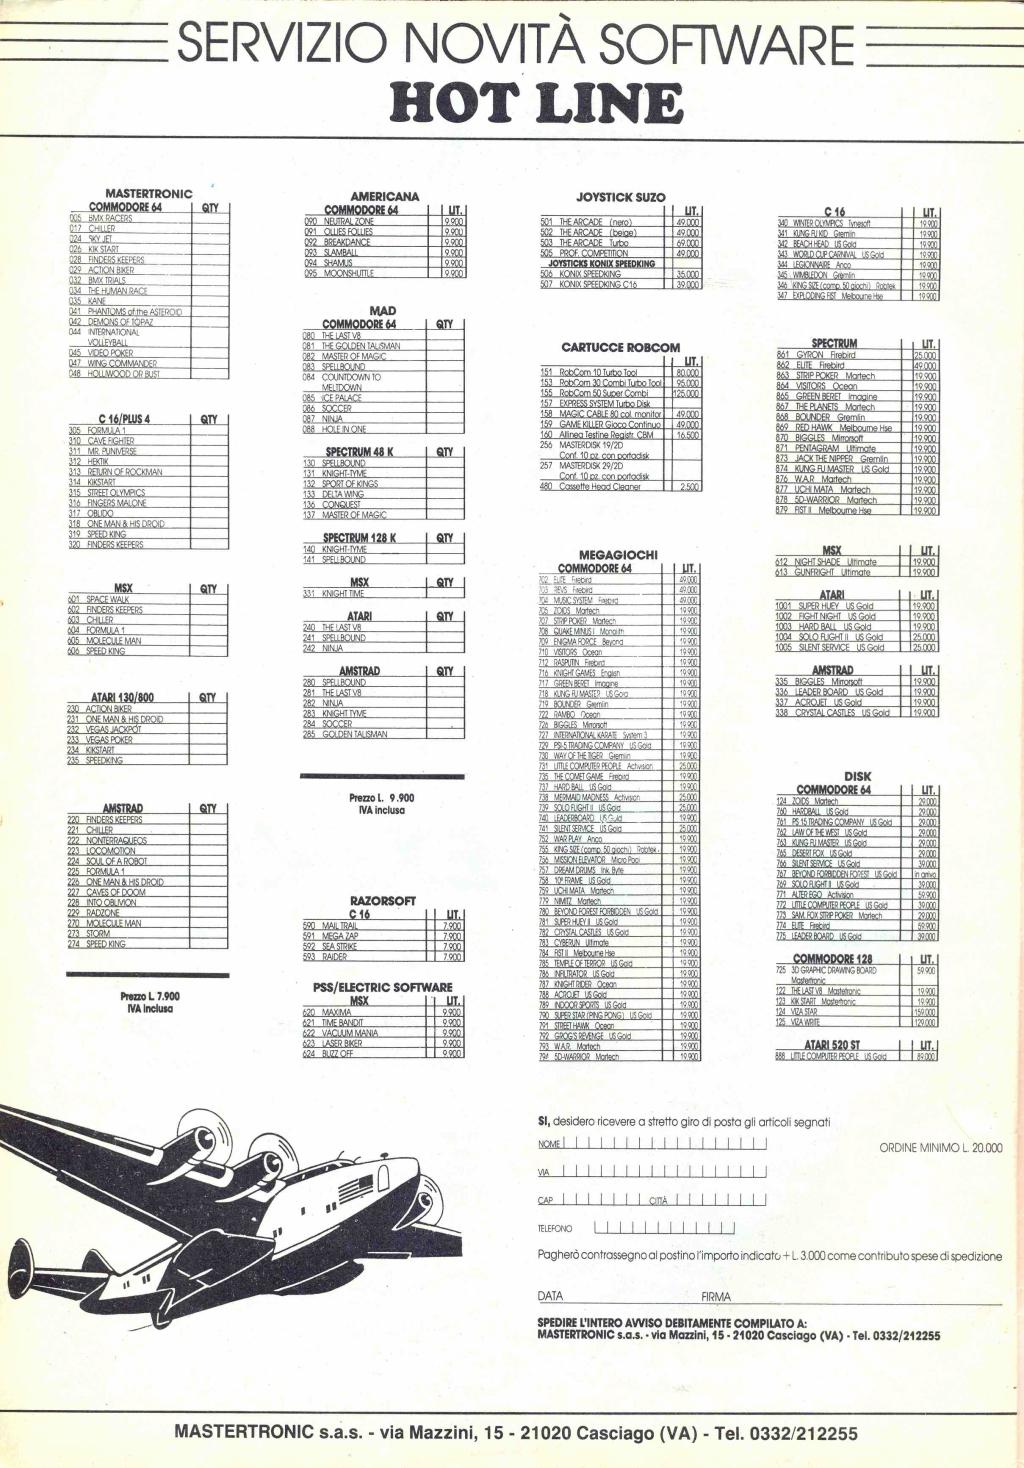 SERVIZIO NOVITÀ SOFTWARE
HOT LINE
MASTERTRONIC
COMMODORE 64 QTY
005 BMX RACERS
017 CHILLER
024 SKY JET
026 KIK START
028 FINDERS KEEPERS
029 ACTION BIKER
032 BMX TRIALS
034 THE HUMAN RACE
035 KANE
041 PHANTOMS of the ASTEROID
042 DEMONS OF TOPAZ
044 INTERNATIONAL
VOLLEYBALL
045 VIDEO POKER
047 WING COMMANDER
048 HOLLIWOOD OR BUST
C 16/PLUS 4 QTY
305 FORMULA 1
310 CAVE FIGHTER
311 MR. PUNIVERSE
312 HEKTIK
313 RETURN OF ROCKMAN
314 KIKSTART
315 STREET OLYMPICS
316 FINGERS MALONE
317 OBLIDO
318 ONE MAN & HIS DROID
319 SPEED KING
320 FINDERS KEEPERS
MSX QTY
601 SPACE WALK
602 FINDERS KEEPERS
603 CHILLER
604 FORMULA 1
605 MOLECULE MAN
606 SPEED KING
ATARI 130/800 QTY
230 ACTION BIKER
231 ONE MAN & HIS DROID
232 VEGAS JACKPOT
233 VEGAS POKER
234 KIKSTART
235 SPEEDKING
AMSTRAD QTY
220 FINDERS KEEPERS
221 CHILLER
222 NONTERRAQUEOS
223 LOCOMOTION
224 SOUL OF A ROBOT
225 FORMULA 1
226 ONE MAN & HIS DROID
227 CAVES OF DOOM
228 INTO OBLIVION
229 RADZONE
270 MOLECULE MAN
273 STORM
274 SPEED KING
Prezzo L. 7.900
IVA inclusa
AMERICANA
COMMODORE 64 LIT.
090 NEUTRAL ZONE 9.900
091 OLLIES FOLLIES 9.900
092 BREAKDANCE 9.900
093 SLAMBALL 9.900
094 SHAMUS 9.900
095 MOONSHUTTLE 9.900
MAD
COMMODORE 64 QTY
080 THE LAST V8
081 THE GOLDEN TALISMAN
082 MASTER OF MAGIC
083 SPELLBOUND
084 COUNTDOWN TO
MELTDOWN
085 ICE PALACE
086 SOCCER
087 NINJA
088 HOLE IN ONE
SPECTRUM 48 K QTY
130 SPELLBOUND
131 KNIGHT-TYME
132 SPORT OF KINGS
133 DELTA WING
136 CONQUEST
137 MASTER OF MAGIC
SPECTRUM 128 K QTY
140 KNIGHT-TYME
141 SPELLBOUND
MSX QTY
331 KNIGHT TIME
ATARI QTY
240 THE LAST V8
241 SPELLBOUND
242 NINJA
AMSTRAD QTY
280 SPELLBOUND
281 THE LAST V8
282 NINJA
283 KNIGHT TYME
284 SOCCER
285 GOLDEN TALISMAN
Prezzo L. 9.900
IVA inclusa
RAZORSOFT
C 16 LIT.
590 MAIL TRAIL 7.900
591 MEGA ZAP 7.900
592 SEA STRIKE 7.900
593 RAIDER 7.900
PSS/ELECTRIC SOFTWARE
MSX LIT.
620 MAXIMA 9.900
621 TIME BANDIT 9.900
622 VACUUM MANIA 9.900
623 LASER BIKER 9.900
624 BUZZ OFF 9.900
JOYSTICK SUZO
LIT.
501 THE ARCADE (nero) 49.000
502 THE ARCADE (beige) 49.000
503 THE ARCADE Turbo 69.000
505 PROF. COMPETITION 49.000
JOYSTICKS KONIX SPEEDKING
506 KONIX SPEEDKING 35.000
507 KONIX SPEEDKING C16 39.000
CARTUCCE ROBCOM
LIT.
151 RobCom 10 Turbo Tool 80.000
153 RobCom 30 Combi Turbo Tool 95.000
155 RobCom 50 Super Combi 125.000
157 EXPRESS SYSTEM Turbo Disk
158 MAGIC CABLE 80 col. monitor 49.000
159 GAME KILLER Gioco Continuo 49.000
160 Allinea Testine Registr. CBM 16.500
256 MASTERDISK 19/2D
Conf. 10 pz. con portadisk
257 MASTERDISK 29/2D
Conf. 10 pz. con portadisk
480 Cassette Head Cleaner 2.500
MEGAGIOCHI
COMMODORE 64 LIT.
702 ELITE Firebird 49.000
703 REVS Firebird 49.000
704 MUSIC SYSTEM Firebird 49.000
705 ZOIDS Martech 19.900
707 STRIP POKER Martech 19.900
708 QUAKE MINUS I Monolith 19.900
709 ENIGMA FORCE Beyond 19.900
710 VISITORS Ocean 19.900
712 RASPUTIN Firebird 19.900
716 KNIGHT GAMES English 19.900
717 GREEN BERET Imagine 19.900
718 KUNG FU MASTER US Gold 19.900
719 BOUNDER Gremlin 19.900
722 RAMBO Ocean 19.900
726 BIGGLES Mirrorsoft 19.900
727 INTERNATIONAL KARATE System 3 19.900
729 PSI-5 TRADING COMPANY US Gold 19.900
730 WAY OF THE TIGER Gremlin 19.900
731 LITTLE COMPUTER PEOPLE Activision 25.000
735 THE COMET GAME Firebird 19.900
737 HARD BALL US Gold 19.900
738 MERMAID MADNESS Activision 25.000
739 SOLO FLIGHT II US Gold 25.000
740 LEADERBOARD US Gold 19.900
741 SILENT SERVICE US Gold 25.000
752 WAR PLAY Anco 19.900
755 KING SIZE (comp. 50 giochi) Robtek 19.900
756 MISSION ELEVATOR Micro Pool 19.900
757 DREAM DRUMS Ink Byte 19.900
758 10º FRAME US Gold 19.900
759 UCHI MATA Martech 19.900
779 NIMITZ Martech 19.900
780 BEYOND FOREST FORBIDDEN US Gold 19.900
781 SUPER HUEY II US Gold 19.900
782 CRYSTAL CASTLES US Gold 19.900
783 CYBERUN Ultimate 19.900
784 FIST II Melbourne Hse 19.900
785 TEMPLE OF TERROR US Gold 19.900
786 INFILTRATOR US Gold 19.900
787 KNIGHT RIDER Ocean 19.900
788 ACROJET US Gold 19.900
789 INDOOR SPORTS US Gold 19.900
790 SUPER STAR (PING PONG) US Gold 19.900
791 STREET HAWK Ocean 19.900
792 GROG'S REVENGE US Gold 19.900
793 W.A.R. Martech 19.900
794 5D-WARRIOR Martech 19.900
C 16 LIT.
340 WINTER OLYMPICS Tynesoft 19.900
341 KUNG FU KID Gremlin 19.900
342 BEACH HEAD US Gold 19.900
343 WORLD CUP CARNIVAL US Gold 19.900
344 LEGIONNAIRE Anco 19.900
345 WIMBLEDON Gremlin 19.900
346 KING SIZE (comp. 50 giochi) Robtek 19.900
347 EXPLODING FIST Melbourne Hse 19.900
SPECTRUM LIT.
861 GYRON Firebird 25.000
862 ELITE Firebird 49.000
863 STRIP POKER Martech 19.900
864 VISITORS Ocean 19.900
865 GREEN BERET Imagine 19.900
867 THE PLANETS Martech 19.900
868 BOUNDER Gremlin 19.900
869 RED HAWK Melbourne Hse 19.900
870 BIGGLES Mirrorsoft 19.900
871 PENTAGRAM Ultimate 19.900
873 JACK THE NIPPER Gremlin 19.900
874 KUNG FU MASTER US Gold 19.900
876 W.A.R Martech 19.900
877 UCHI MATA Martech 19.900
878 5D-WARRIOR Martech 19.900
879 FIST II Melbourne Hse 19.900
MSX LIT.
612 NIGHT SHADE Ultimate 19.900
613 GUNFRIGHT Ultimate 19.900
ATARI LIT.
1001 SUPER HUEY US Gold 19.900
1002 FIGHT NIGHT US Gold 19.900
1003 HARD BALL US Gold 19.900
1004 SOLO FLIGHT II US Gold 25.000
1005 SILENT SERVICE US Gold 25.000
AMSTRAD LIT.
335 BIGGLES Mirrorsoft 19.900
336 LEADER BOARD US Gold 19.900
337 ACROJET US Gold 19.900
338 CRYSTAL CASTLES US Gold 19.900
DISK
COMMODORE 64 LIT.
124 ZOIDS Martech 29.000
760 HARDBALL US Gold 29.000
761 PS 15 TRADING COMPANY US Gold 29.000
762 LAW OF THE WEST US Gold 29.000
763 KUNG FU MASTER US Gold 29.000
765 DESERT FOX US Gold 29.000
766 SILENT SERVICE US Gold 39.000
767 BEYOND FORBIDDEN FOREST US Gold in arrivo
769 SOLO FLIGHT II US Gold 39.000
771 ALTER EGO Activision 59.900
772 LITTLE COMPUTER PEOPLE US Gold 39.000
773 SAM. FOX STRIP POKER Martech 29.000
774 ELITE Firebird 59.900
775 LEADER BOARD US Gold 39.000
COMMODORE 128 LIT.
725 3D GRAPHIC DRAWING BOARD 59.900
Mastertronic
122 THE LAST V8 Mastertronic 19.900
123 KIK START Mastertronic 19.900
124 VIZA STAR 159.000
125 VIZA WRITE 129.000
ATARI 520 ST LIT.
888 LITTLE COMPUTER PEOPLE US Gold 89.000
SI, desidero ricevere a stretto giro di posta gli articoli segnati
NOME
ORDINE MINIMO L. 20.000
VIA
CAP CITTÀ
TELEFONO
Pagherò contrassegno al postino l'importo indicato + L. 3.000 come contributo spese di spedizione
DATA FIRMA
SPEDIRE L'INTERO AVVISO DEBITAMENTE COMPILATO A:
MASTERTRONIC s.a.s. - via Mazzini, 15 - 21020 Casciago (VA) - Tel. 0332/212255
MASTERTRONIC s.a.s. - via Mazzini, 15 - 21020 Casciago (VA) - Tel. 0332/212255